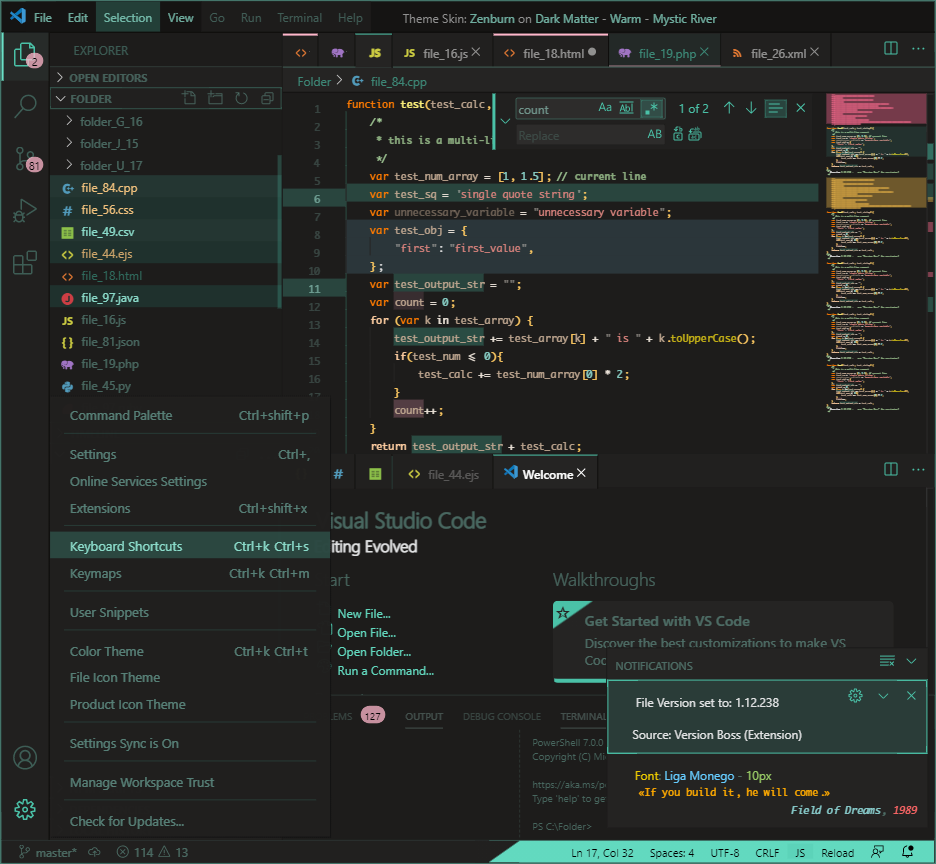 File Edit Selection View Go Run Terminal Help Theme Skin: Zenburn on Dark Matter - Warm - Mystic River
2
81
EXPLORER
OPEN EDITORS
FOLDER
folder_G_16
folder_J_15
folder_U_17
file_84.cpp
file_56.css
file_49.csv
file_44.ejs
file_18.html
file_97.java
JS file_16.js
file_81.json
file_19.php
file_45.py
JS JS file_16.js file_18.html file_19.php file_26.xml
Folder > file_84.cpp
count Aa Abl .* 1 of 2
Replace AB
1
2
3
4
5
6
7
8
9
10
11
12
13
14
15
16
17
function test(test_calc,
/*
* this is a multi-li
*/
var test_num_array = [1, 1.5]; // current line
var test_sq = 'single quote string';
var unnecessary_variable = "unnecessary variable";
var test_obj = {
"first": "first_value",
};
var test_output_str = "";
var count = 0;
for (var k in test_array) {
test_output_str += test_array[k] + " is " + k.toUpperCase();
if(test_num ≤ 0){
test_calc += test_num_array[0] * 2;
}
count++;
}
return test_output_str + test_calc;
Command Palette Ctrl+shift+p
Settings Ctrl+,
Online Services Settings
Extensions Ctrl+shift+x
Keyboard Shortcuts Ctrl+k Ctrl+s
Keymaps Ctrl+k Ctrl+m
User Snippets
Color Theme Ctrl+k Ctrl+t
File Icon Theme
Product Icon Theme
Settings Sync is On
Manage Workspace Trust
Check for Updates...
# file_44.ejs Welcome
isual Studio Code
iting Evolved
art
New File...
Open File...
Open Folder...
Run a Command...
Walkthroughs
Get Started with VS Code
Discover the best customizations to make VS
Coc
NOTIFICATIONS
File Version set to: 1.12.238
Source: Version Boss (Extension)
Font: Liga Monego - 10px
«If you build it, he will come.»
Field of Dreams, 1989
LEMS 127 OUTPUT DEBUG CONSOLE TERMINAL
PowerShell 7.0.0
Copyright (C) Mi
https://aka.ms/p
Type 'help' to ge
PS C:\Folder>
master* 114 13 Ln 17, Col 32 Spaces: 4 UTF-8 CRLF JS Reload